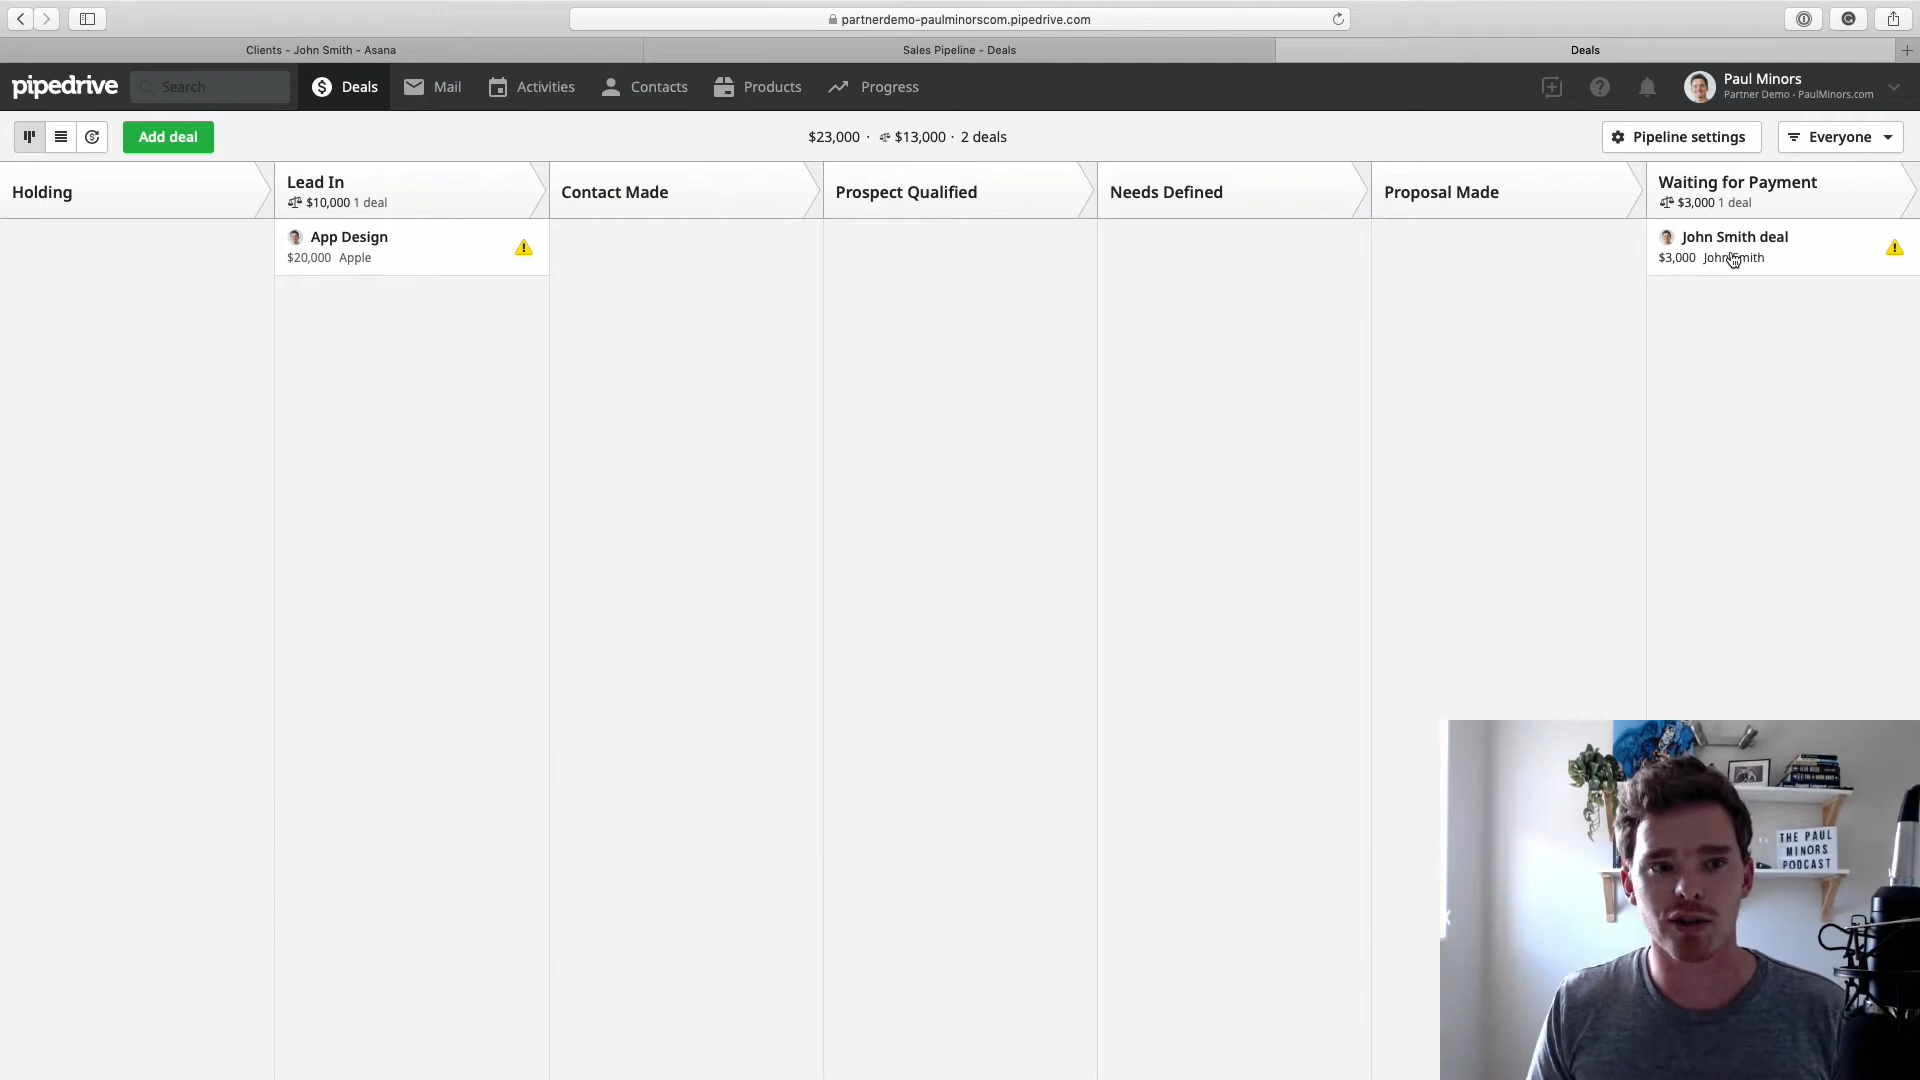 partnerdemo-paulminorscom.pipedrive.com
Clients - John Smith - Asana
Sales Pipeline - Deals
Deals
pipedrive
Search
Deals
Mail
Activities
Contacts
Products
Progress
Paul Minors
Partner Demo - PaulMinors.com
Add deal
$23,000 · $13,000 · 2 deals
Pipeline settings
Everyone
Holding
Lead In
$10,000 1 deal
Contact Made
Prospect Qualified
Needs Defined
Proposal Made
Waiting for Payment
$3,000 1 deal
App Design
$20,000 Apple
John Smith deal
$3,000 John Smith
THE PAUL
MINORS
PODCAST